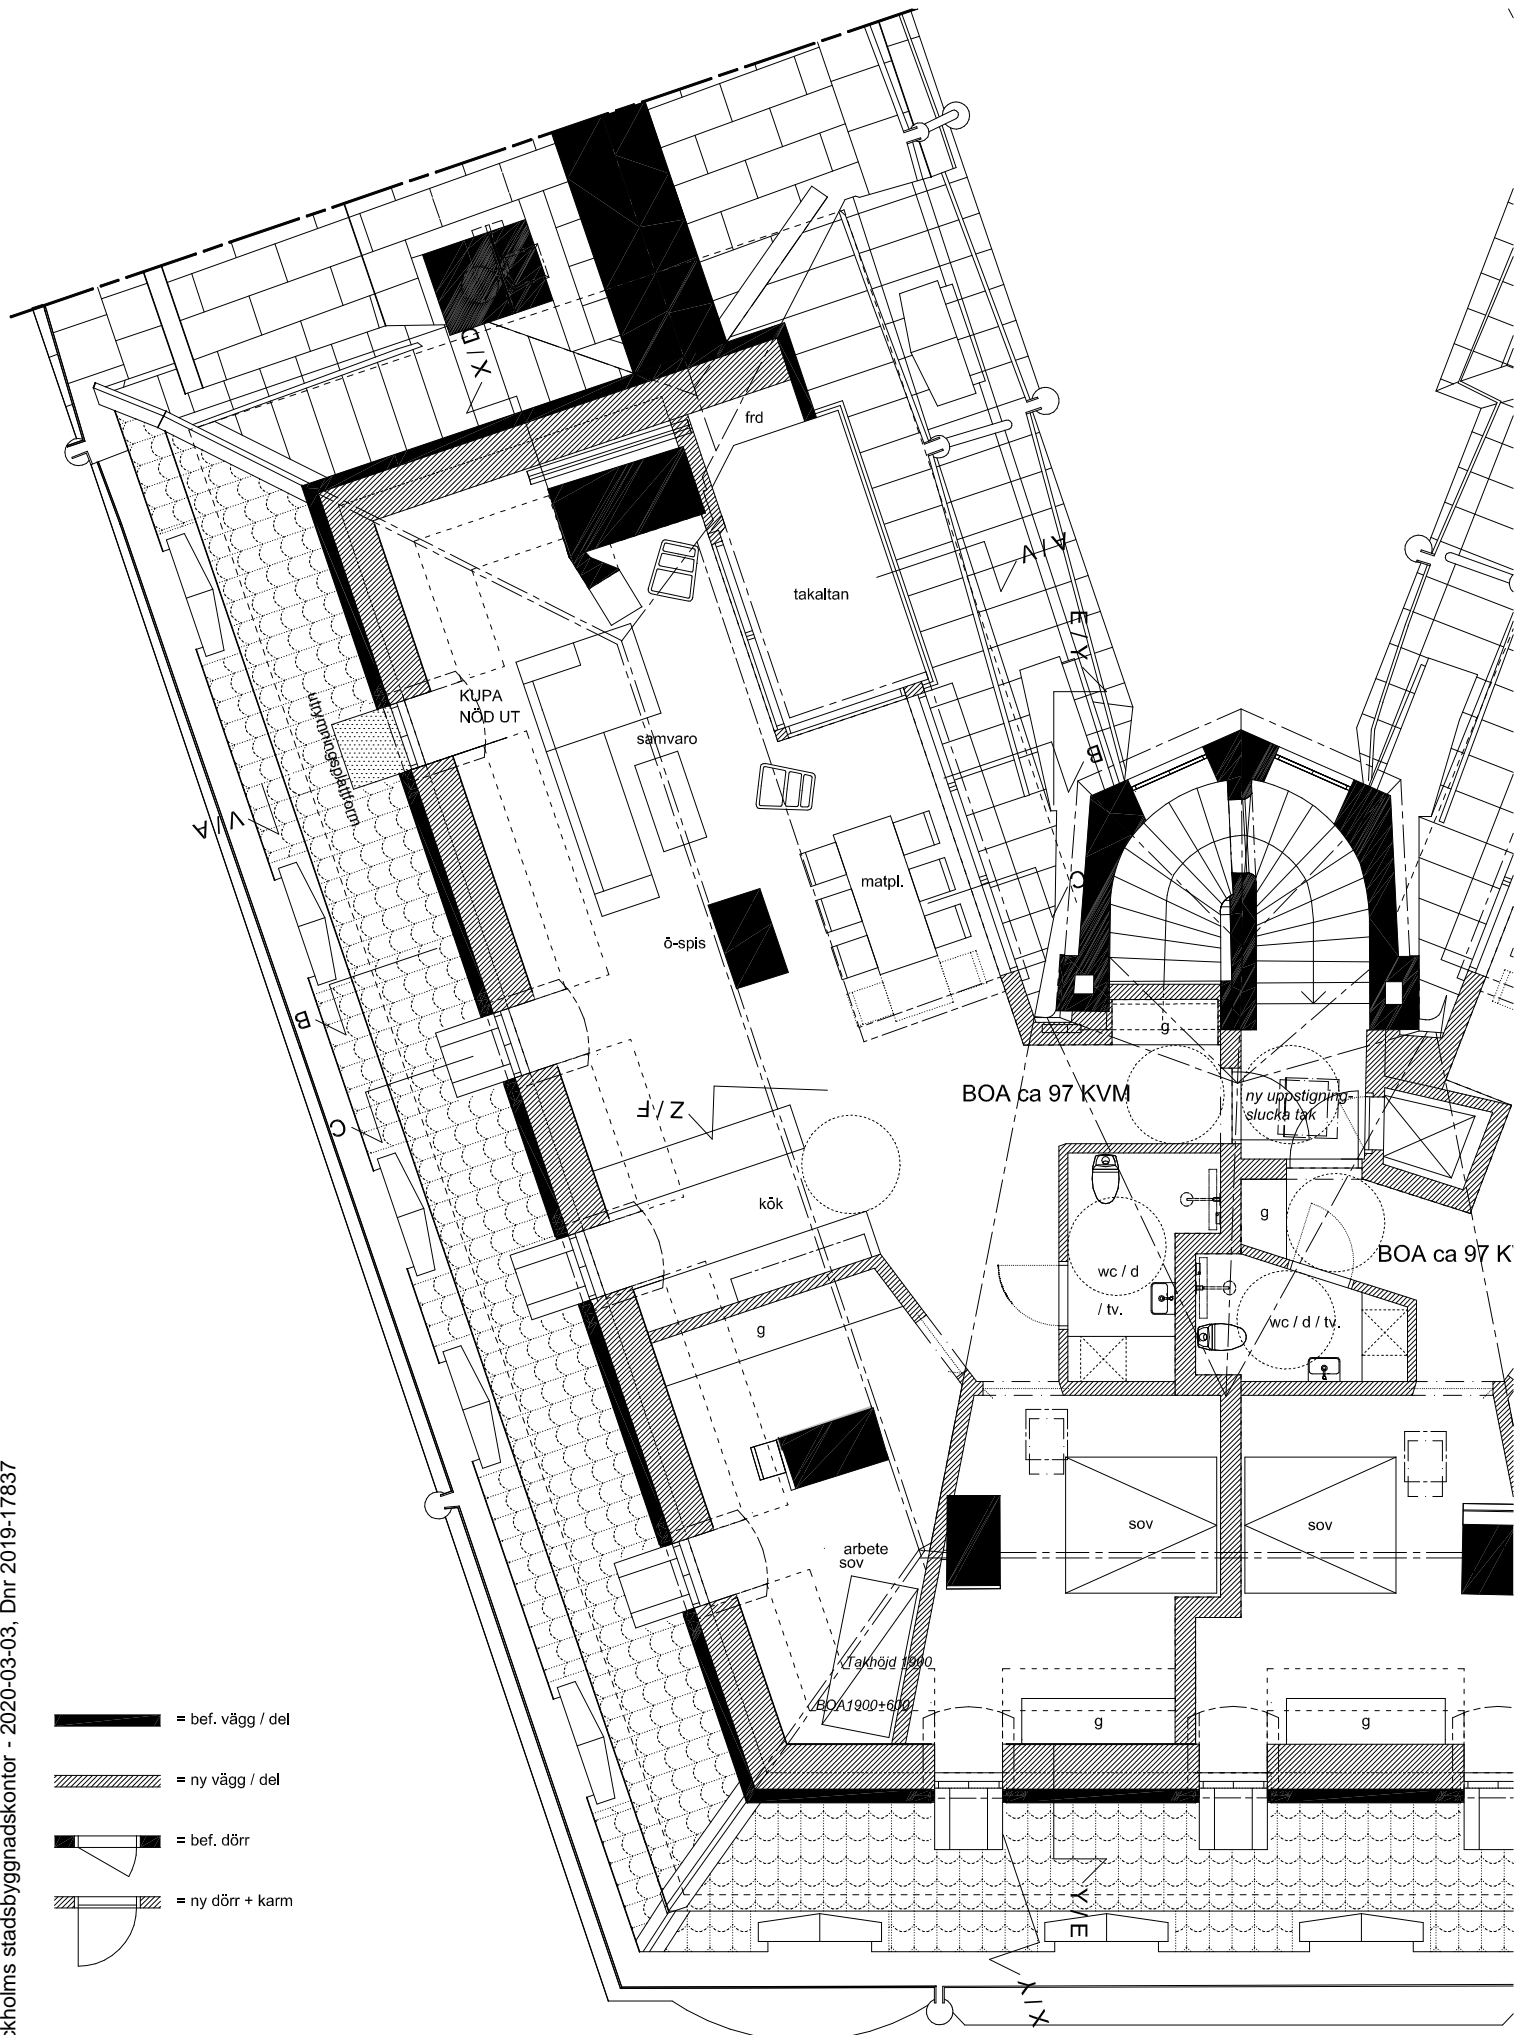 X / D
frd
takaltan
A / V
E / Y
B
C
KUPA
NÖD UT
utrymningsplattform
samvaro
V / A
matpl.
ö-spis
B
C
g
BOA ca 97 KVM
ny uppstigning-
slucka tak
Z / F
kök
g
BOA ca 97 K
wc / d
/ tv.
wc / d / tv.
g
sov
sov
arbete
sov
Takhöjd 1900
BOA1900+600
g
g
= bef. vägg / del
= ny vägg / del
= bef. dörr
= ny dörr + karm
Y / E
X / X
ckholms stadsbyggnadskontor - 2020-03-03, Dnr 2019-17837